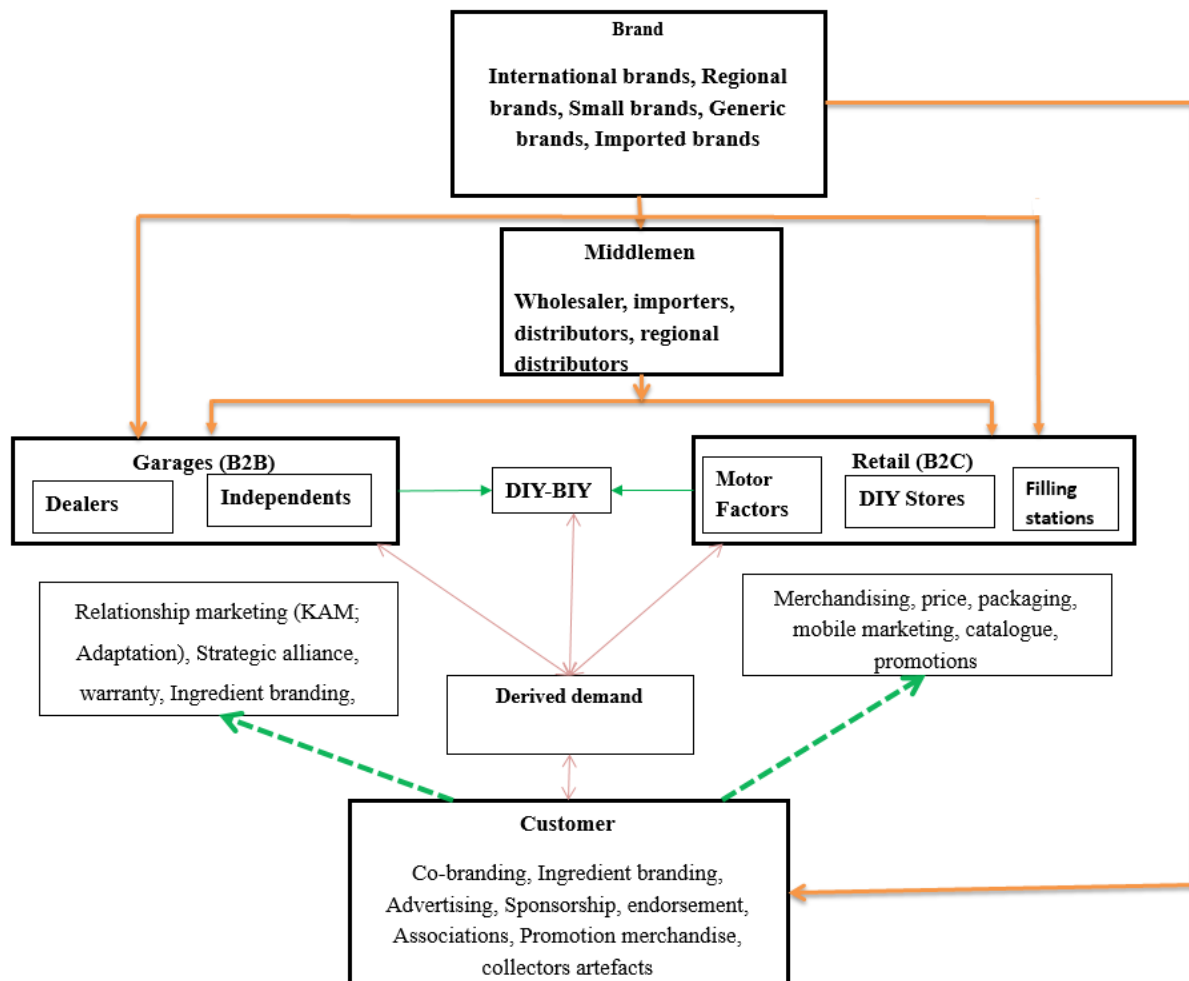 Brand
International brands, Regional
brands, Small brands, Generic
brands, Imported brands
Middlemen
Wholesaler, importers,
distributors, regional
distributors
Garages (B2B)
Dealers
Independents
DIY-BIY
Retail (B2C)
Motor
Factors
DIY Stores
Filling
stations
Relationship marketing (KAM;
Adaptation), Strategic alliance,
warranty, Ingredient branding,
Merchandising, price, packaging,
mobile marketing, catalogue,
promotions
Derived demand
Customer
Co-branding, Ingredient branding,
Advertising, Sponsorship, endorsement,
Associations, Promotion merchandise,
collectors artefacts